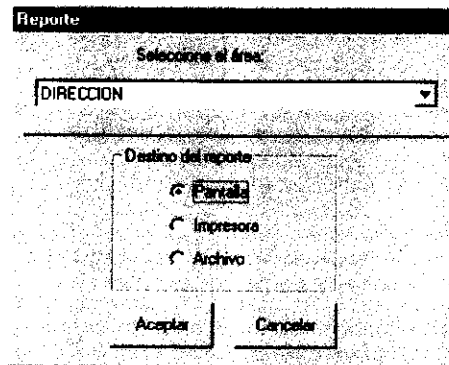 Reporte
Seleccione el área:
DIRECCION
Destino del reporte
Pantalla
Impresora
Archivo
Aceptar Cancelar